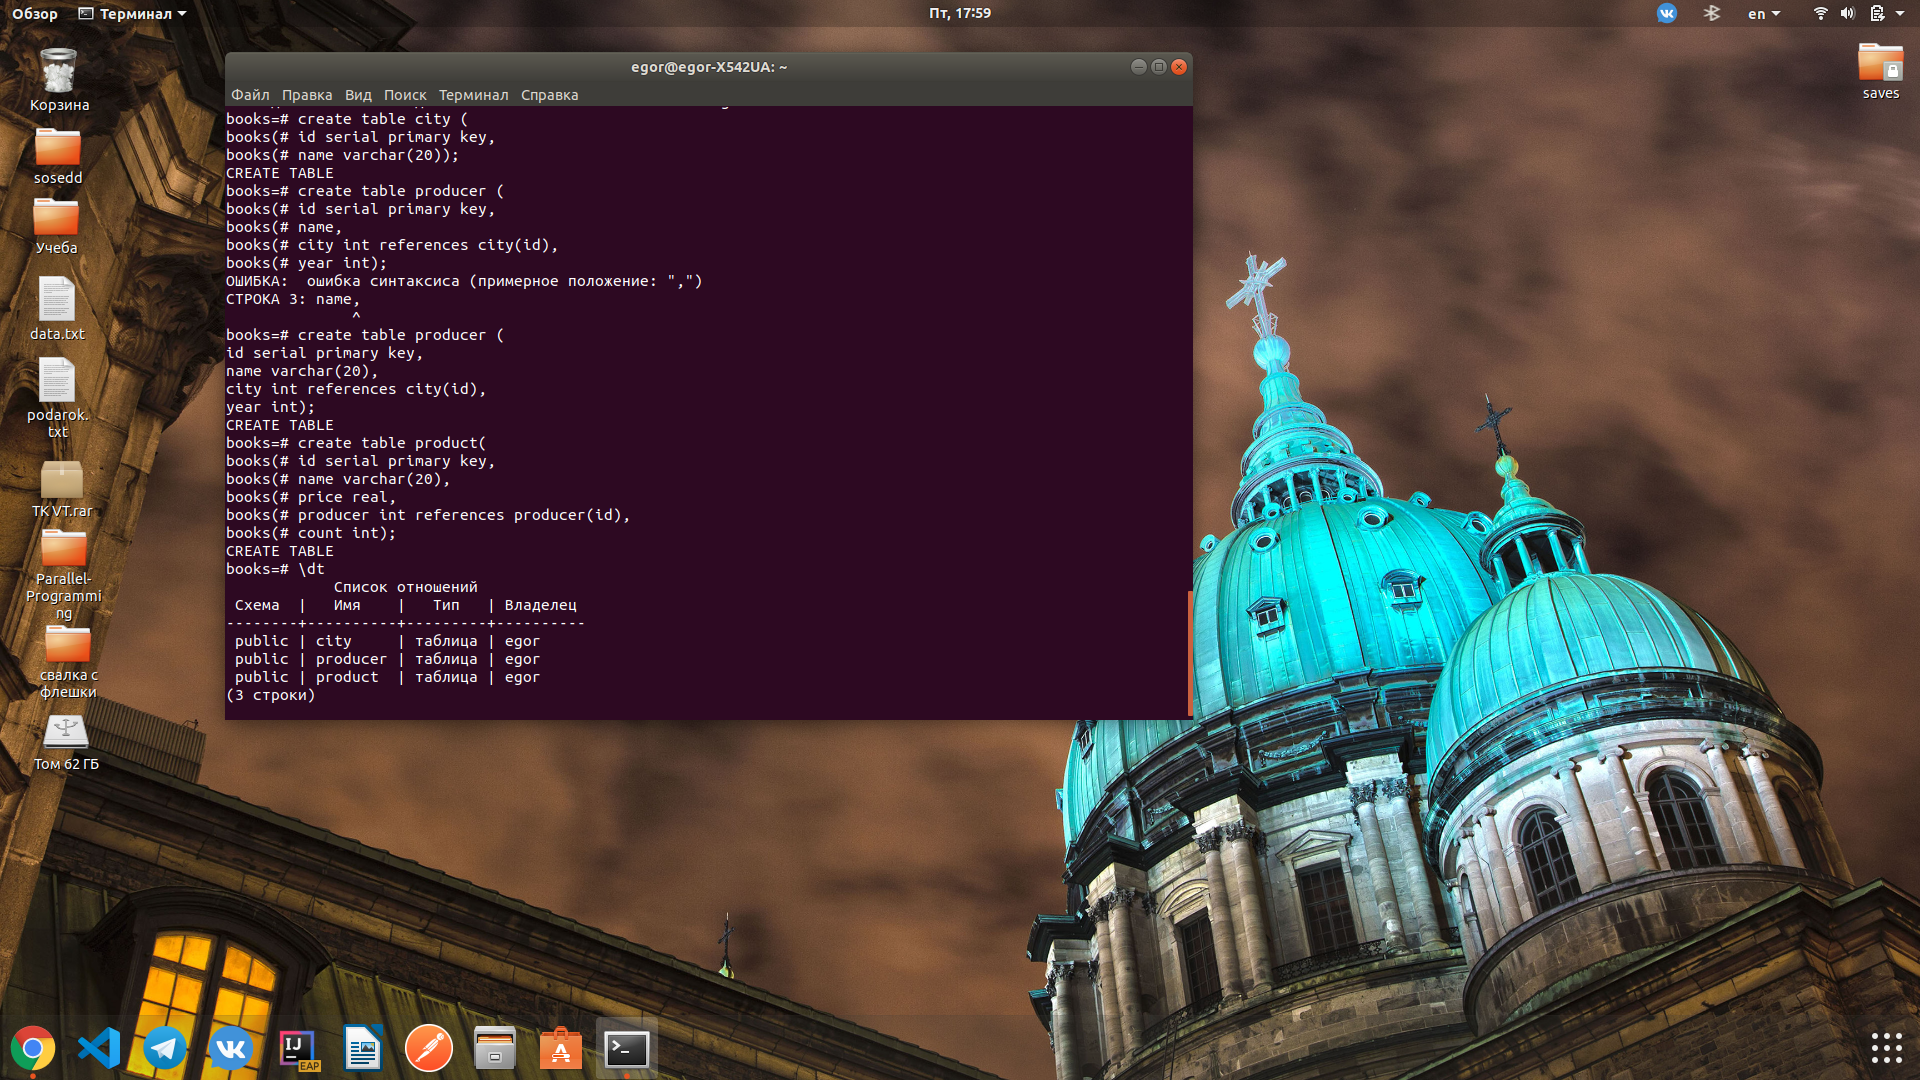 Обзор
Терминал
Пт, 17:59
en
egor@egor-X542UA: ~
Файл Правка Вид Поиск Терминал Справка
books=# create table city (
books(# id serial primary key,
books(# name varchar(20));
CREATE TABLE
books=# create table producer (
books(# id serial primary key,
books(# name,
books(# city int references city(id),
books(# year int);
ОШИБКА:  ошибка синтаксиса (примерное положение: ",")
СТРОКА 3: name,
^
books=# create table producer (
id serial primary key,
name varchar(20),
city int references city(id),
year int);
CREATE TABLE
books=# create table product(
books(# id serial primary key,
books(# name varchar(20),
books(# price real,
books(# producer int references producer(id),
books(# count int);
CREATE TABLE
books=# \dt
Список отношений
Схема  |   Имя    |   Тип   | Владелец
--------+----------+---------+----------
public | city     | таблица | egor
public | producer | таблица | egor
public | product  | таблица | egor
(3 строки)
Корзина
sosedd
Учеба
data.txt
podarok.
txt
TK VT.rar
Parallel-
Programmi
ng
свалка с
флешки
Том 62 ГБ
saves
IJ
EAP